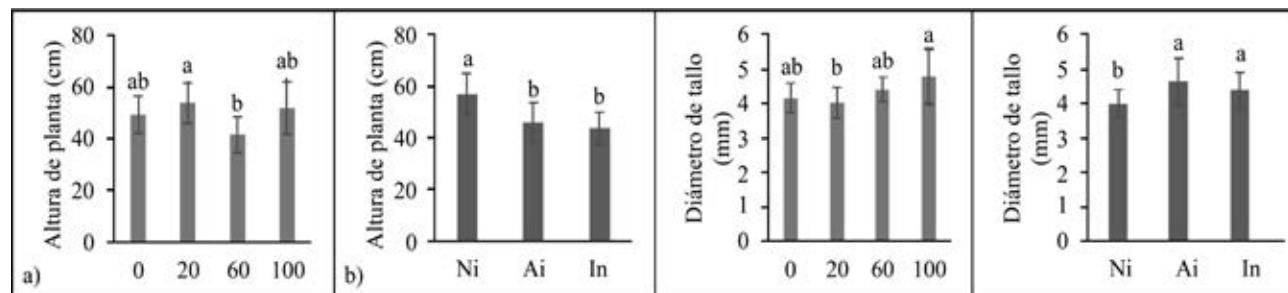 Altura de planta (cm)
80
60
40
20
0
ab
a
b
ab
0 20 60 100
a)
Altura de planta (cm)
80
60
40
20
0
a
b
b
Ni Ai In
b)
Diámetro de tallo
(mm)
6
5
4
3
2
1
0
ab
b
ab
a
0 20 60 100
Diámetro de tallo
(mm)
6
5
4
3
2
1
0
b
a
a
Ni Ai In